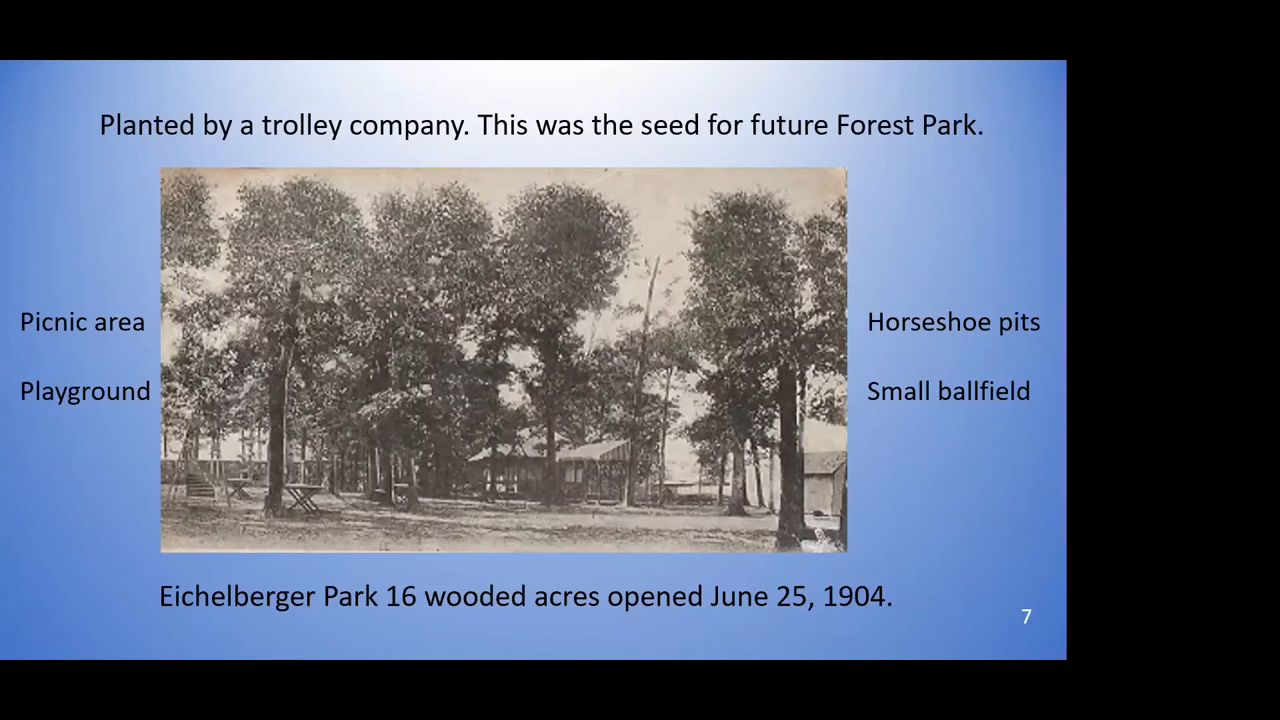 Planted by a trolley company. This was the seed for future Forest Park.
Picnic area
Playground
Horseshoe pits
Small ballfield
Eichelberger Park 16 wooded acres opened June 25, 1904.
7